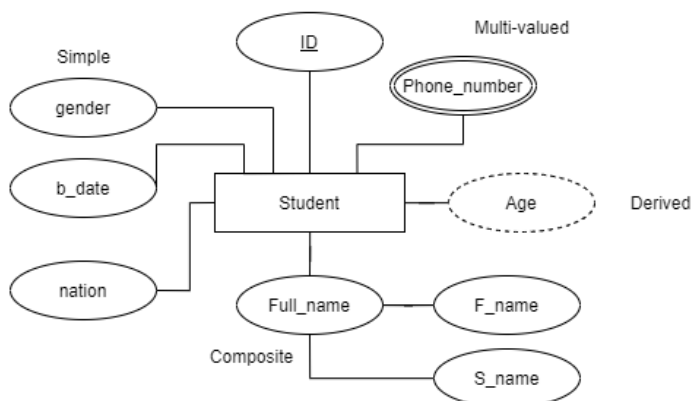 ID
Multi-valued
Simple
Phone_number
gender
b_date
Student
Age
Derived
nation
Full_name
F_name
Composite
S_name